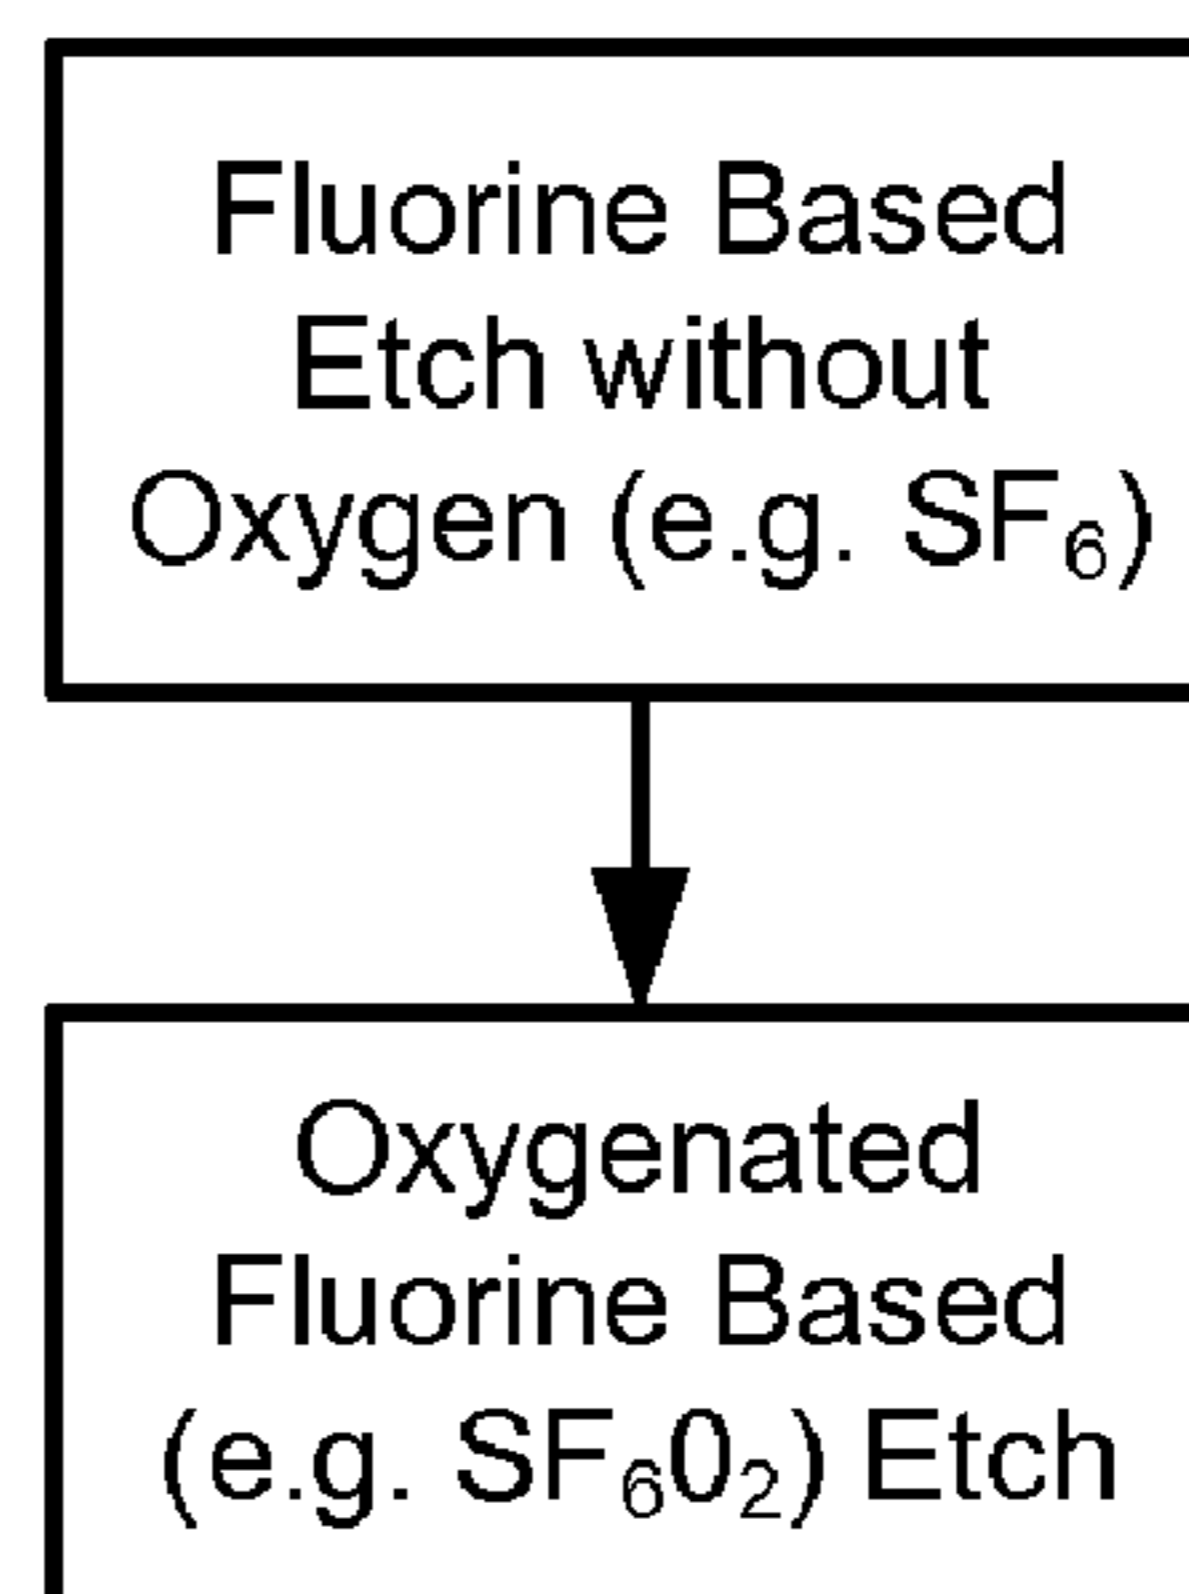 Fluorine Based
Etch without
Oxygen (e.g. SF₆)
Oxygenated
Fluorine Based
(e.g. SF₆0₂) Etch